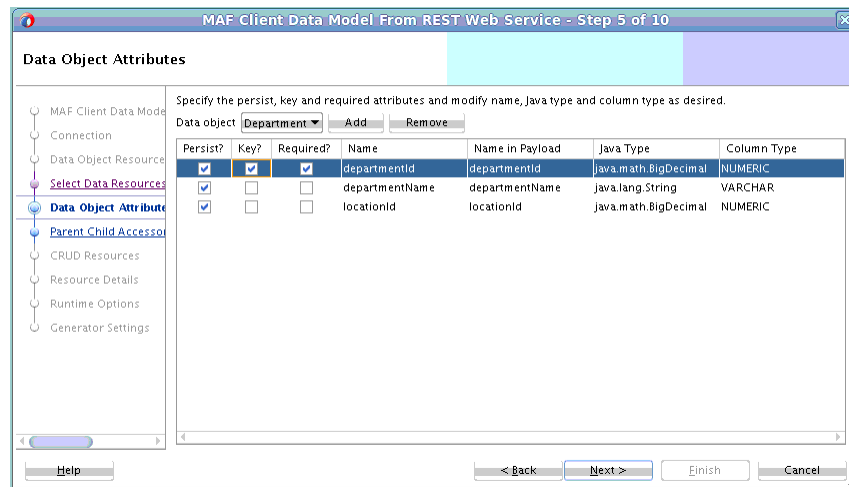 MAF Client Data Model From REST Web Service - Step 5 of 10
Data Object Attributes
MAF Client Data Mode
Connection
Data Object Resource
Select Data Resources
Data Object Attribute
Parent Child Accessor
CRUD Resources
Resource Details
Runtime Options
Generator Settings
Specify the persist, key and required attributes and modify name, Java type and column type as desired.
Data object Department Add Remove
Persist? Key? Required? Name Name in Payload Java Type Column Type
departmentId departmentId java.math.BigDecimal NUMERIC
departmentName departmentName java.lang.String VARCHAR
locationId locationId java.math.BigDecimal NUMERIC
Help < Back Next > Finish Cancel